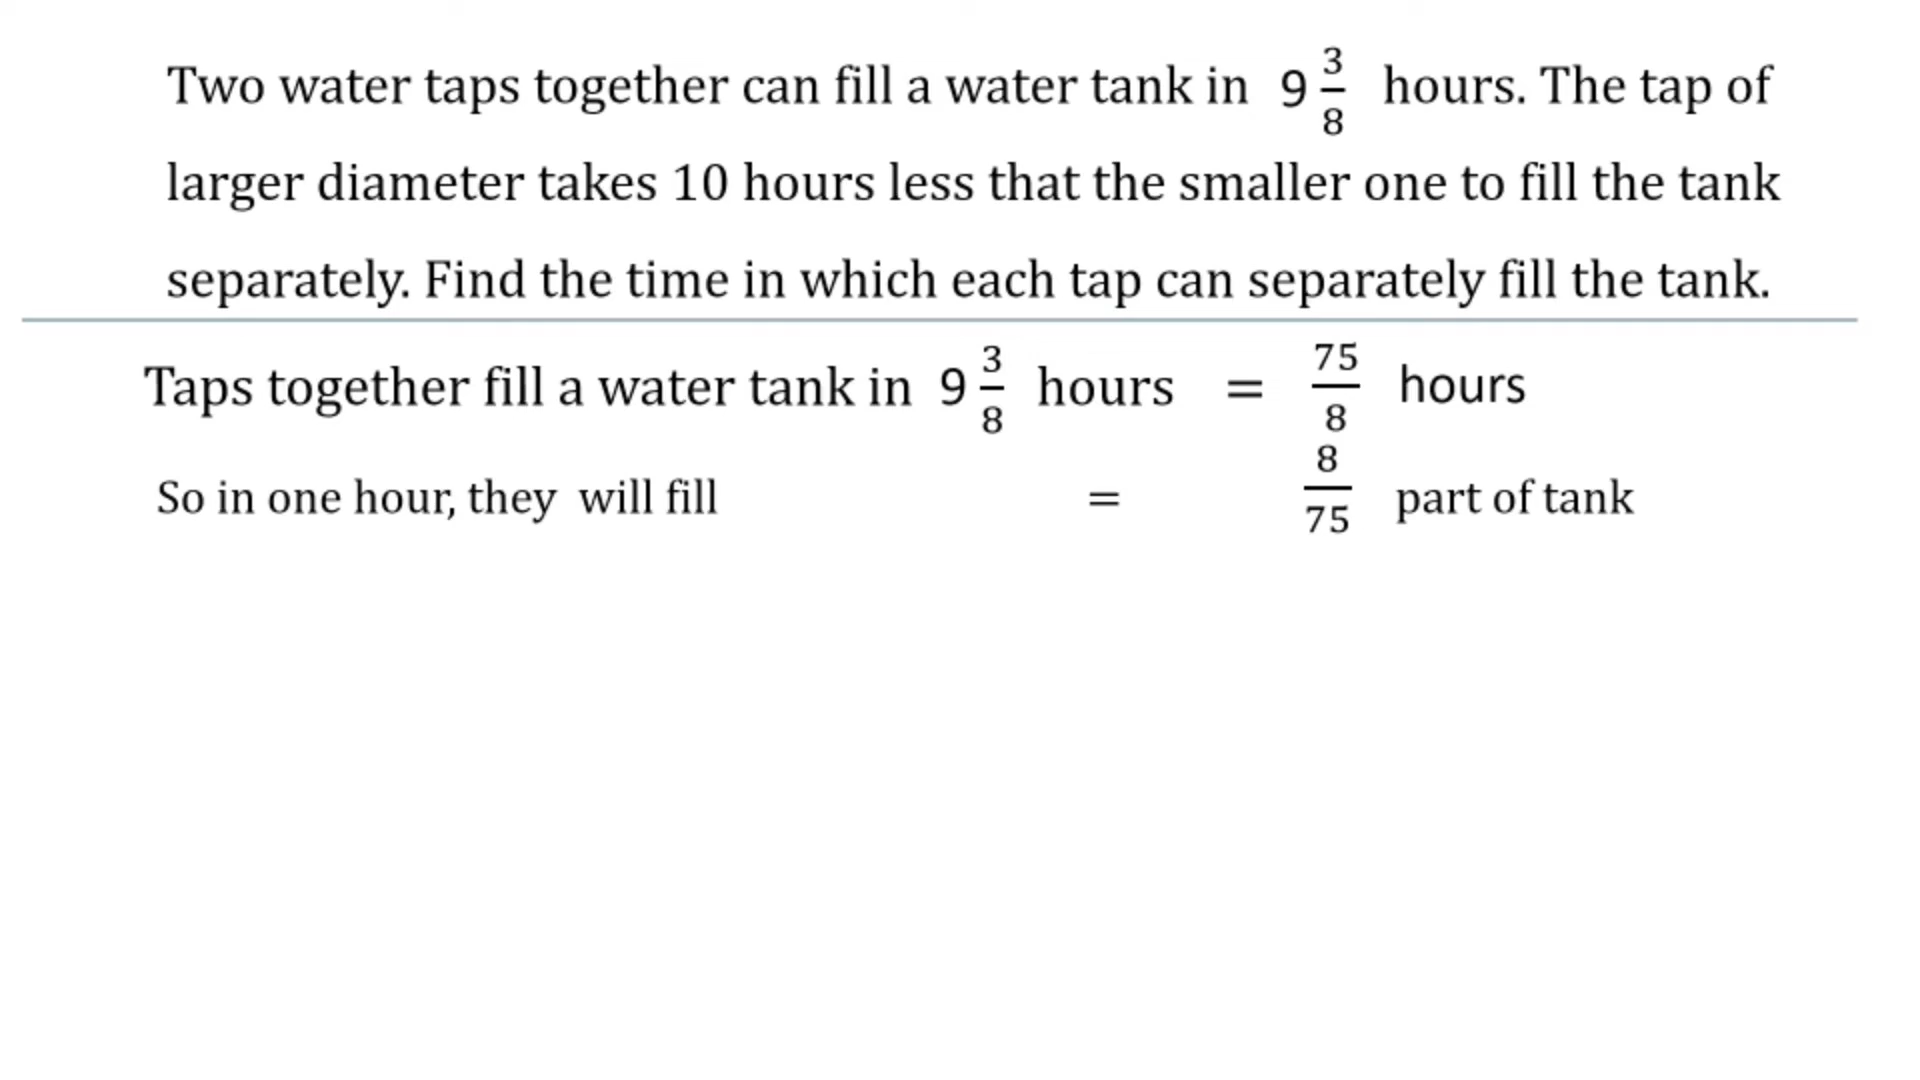 Two water taps together can fill a water tank in 9 3/8 hours. The tap of
larger diameter takes 10 hours less that the smaller one to fill the tank
separately. Find the time in which each tap can separately fill the tank.
Taps together fill a water tank in 9 3/8 hours = 75/8 hours
So in one hour, they will fill = 8/75 part of tank